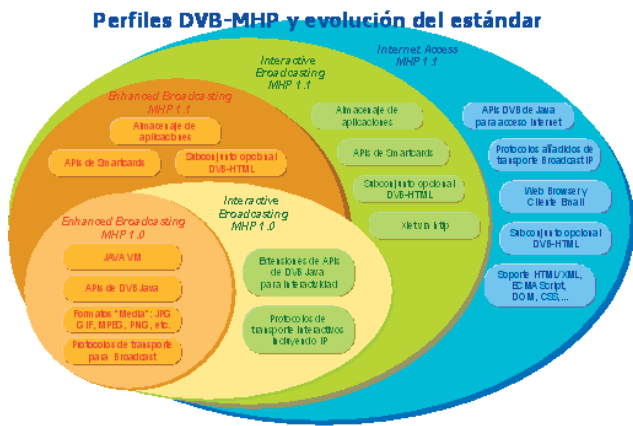 Perfiles DVB-MHP y evolución del estándar
Internet Access
MHP 1.1
Interactive
Broadcasting
MHP 1.1
Enhanced Broadcasting
MHP 1.1
Almacenaje de
aplicaciones
APIs de Smartcards
Subconjunto opcional
DVB-HTML
Almacenaje de
aplicaciones
APIs de Smartcards
Subconjunto opcional
DVB-HTML
xlet vin http
APIs DVB de Java
para acceso Internet
Protocolos añadidos de
transporte Broadcast IP
Web Browser y
Cliente Email
Subconjunto opcional
DVB-HTML
Soporte HTML/XML,
ECMA Script,
DOM, CSS,...
Interactive
Broadcasting
MHP 1.0
Extensiones de APIs
de DVB Java
para Interactividad
Protocolos de
transporte Interactivos
Incluyendo IP
Enhanced Broadcasting
MHP 1.0
JAVA VM
APIs de DVB Java
Formatos "Media": JPG
GIF, MPEG, PNG, etc.
Protocolos de transporte
para Broadcast